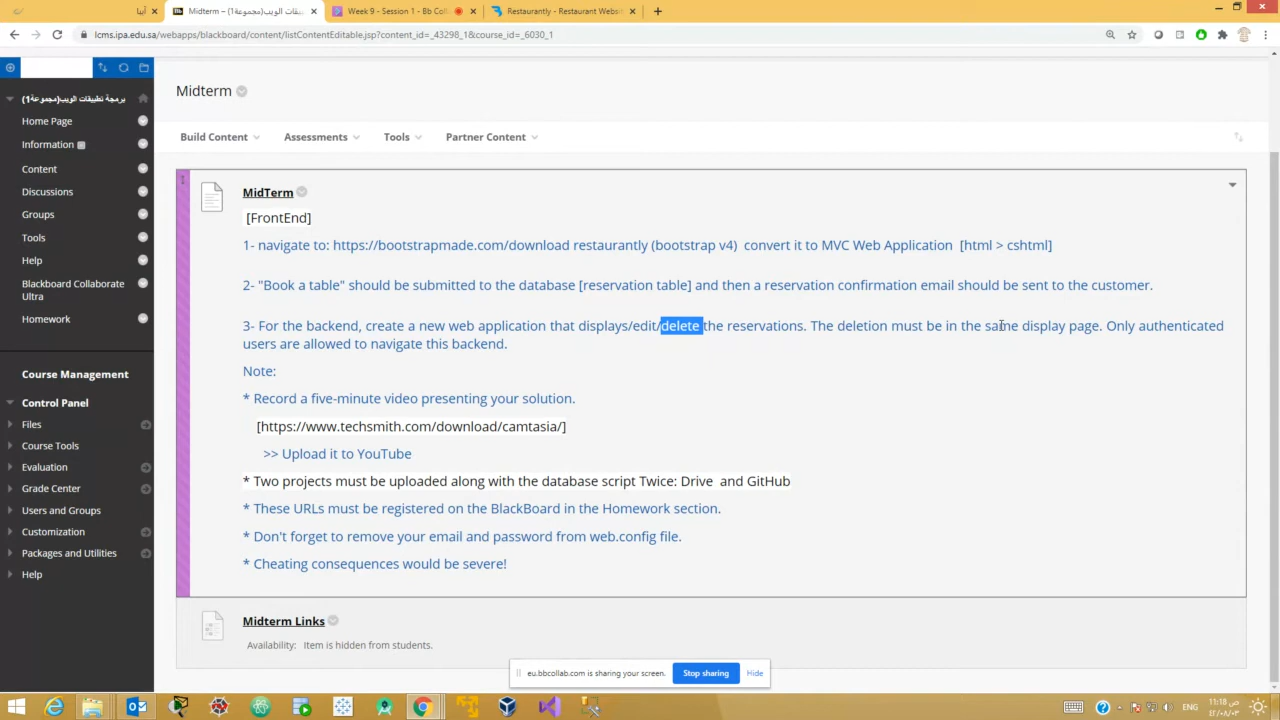 أنبأ
Midterm – (مجموعة1) بيقات الويب
Week 9 - Session 1 - Bb Coll
Restaurantly - Restaurant Websit
lcms.ipa.edu.sa/webapps/blackboard/content/listContentEditable.jsp?content_id=_43298_1&course_id=_6030_1
برمجة تطبيقات الويب(مجموعة1)
Home Page
Information
Content
Discussions
Groups
Tools
Help
Blackboard Collaborate
Ultra
Homework
Course Management
Control Panel
Files
Course Tools
Evaluation
Grade Center
Users and Groups
Customization
Packages and Utilities
Help
Midterm
Build Content
Assessments
Tools
Partner Content
MidTerm
[FrontEnd]
1- navigate to: https://bootstrapmade.com/download restaurantly (bootstrap v4)  convert it to MVC Web Application  [html > cshtml]
2- "Book a table" should be submitted to the database [reservation table] and then a reservation confirmation email should be sent to the customer.
3- For the backend, create a new web application that displays/edit/delete the reservations. The deletion must be in the same display page. Only authenticated
users are allowed to navigate this backend.
Note:
* Record a five-minute video presenting your solution.
[https://www.techsmith.com/download/camtasia/]
>> Upload it to YouTube
* Two projects must be uploaded along with the database script Twice: Drive  and GitHub
* These URLs must be registered on the BlackBoard in the Homework section.
* Don't forget to remove your email and password from web.config file.
* Cheating consequences would be severe!
Midterm Links
Availability: Item is hidden from students.
eu.bbcollab.com is sharing your screen.
Stop sharing
Hide
ENG
11:18 ص
٤٢/٠٨/٠٣